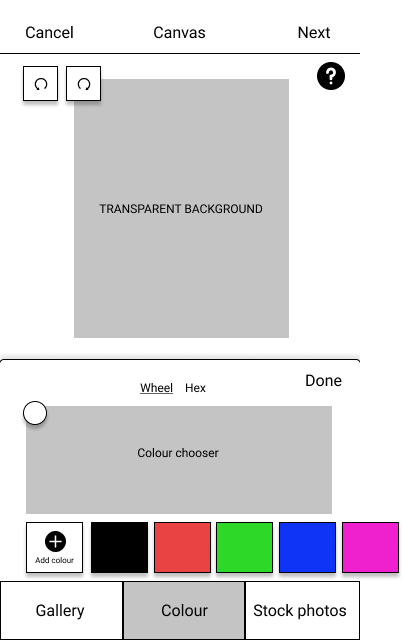 Cancel Canvas Next
?
TRANSPARENT BACKGROUND
Done
Wheel Hex
Colour chooser
Add colour
Gallery Colour Stock photos